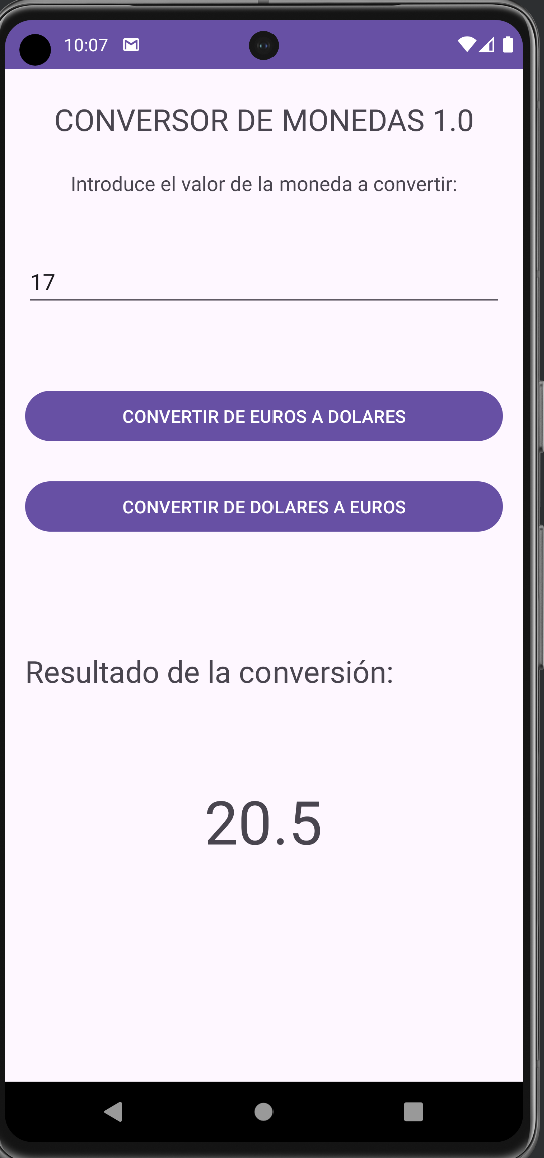 10:07
CONVERSOR DE MONEDAS 1.0
Introduce el valor de la moneda a convertir:
17
CONVERTIR DE EUROS A DOLARES
CONVERTIR DE DOLARES A EUROS
Resultado de la conversión:
20.5